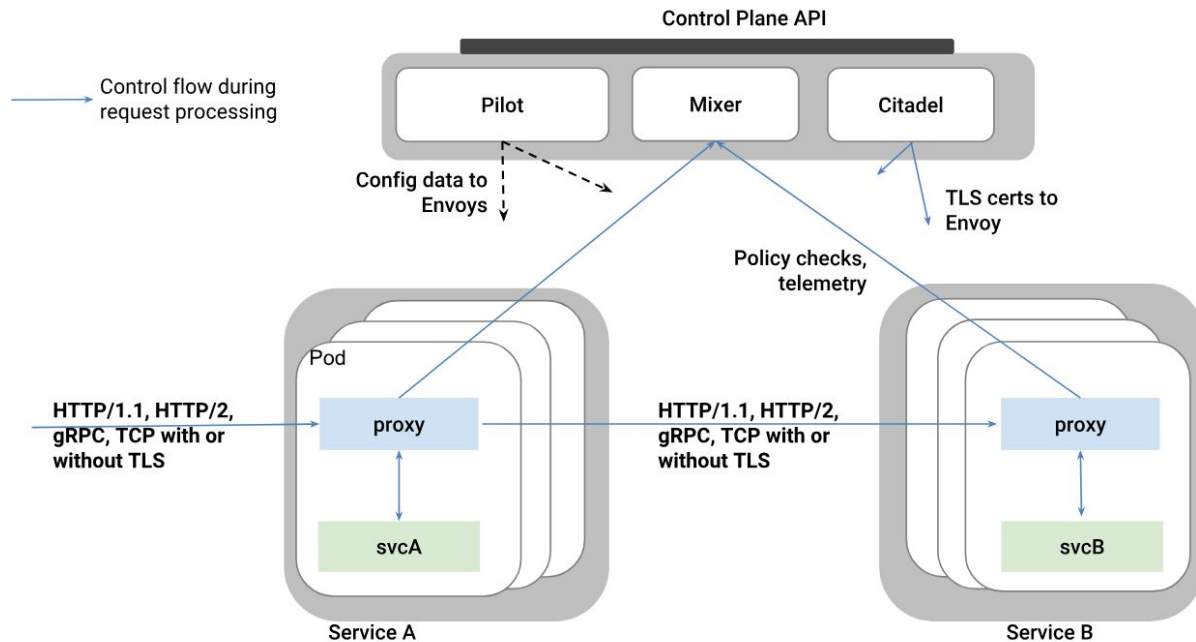 Control Plane API
Control flow during
request processing
Pilot
Mixer
Citadel
Config data to
Envoys
TLS certs to
Envoy
Policy checks,
telemetry
Pod
HTTP/1.1, HTTP/2,
gRPC, TCP with or
without TLS
proxy
HTTP/1.1, HTTP/2,
gRPC, TCP with or
without TLS
proxy
svcA
svcB
Service A
Service B